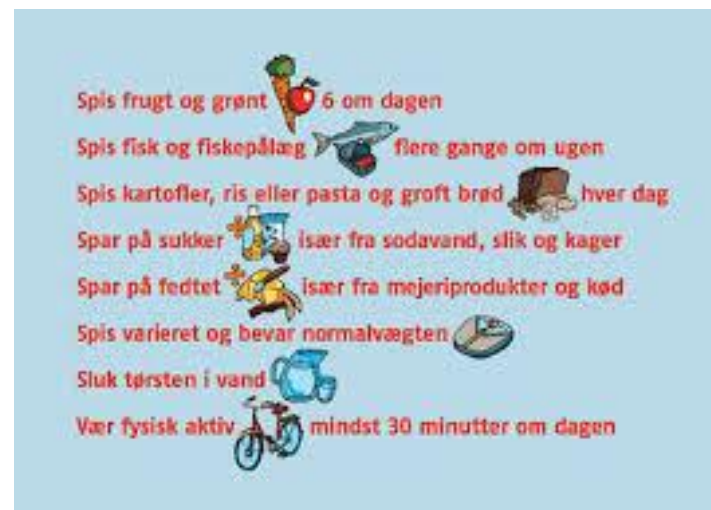 Spis frugt og grønt 6 om dagen
Spis fisk og fiskepålæg flere gange om ugen
Spis kartofler, ris eller pasta og groft brød hver dag
Spar på sukker især fra sodavand, slik og kager
Spar på fedtet især fra mejeriprodukter og kød
Spis varieret og bevar normalvægten
Sluk tørsten i vand
Vær fysisk aktiv mindst 30 minutter om dagen